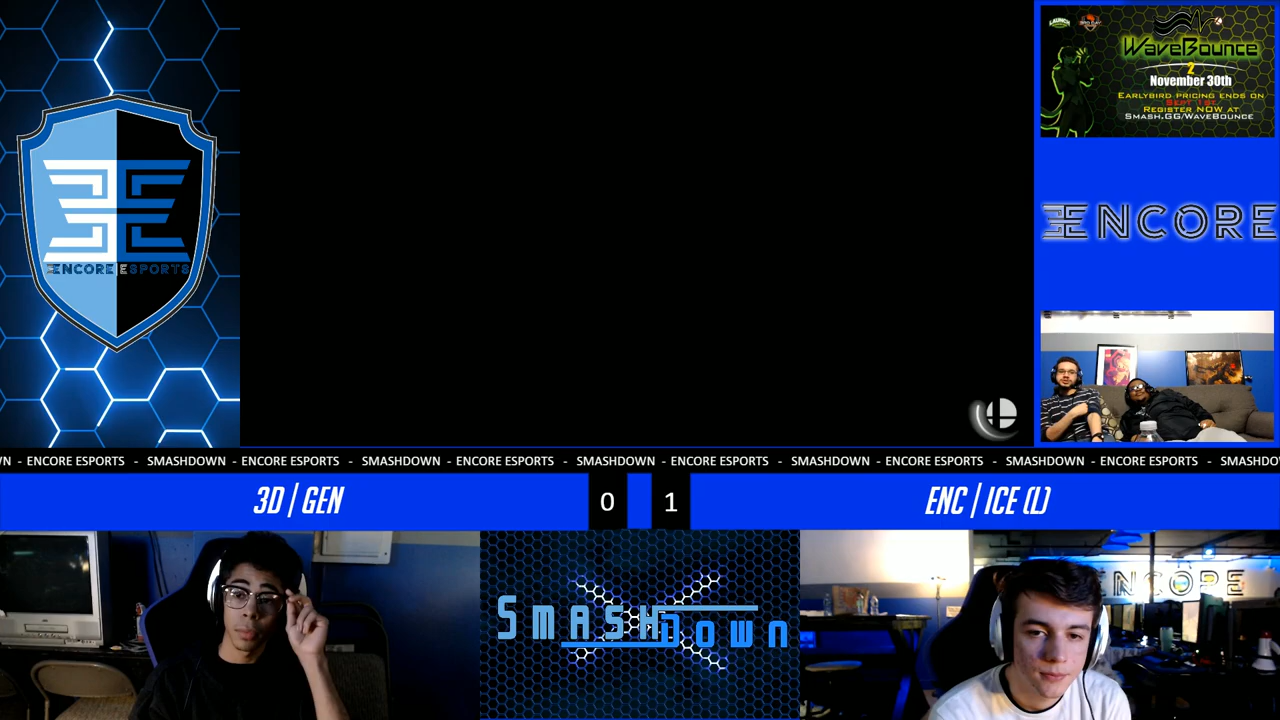 ENCORE ESPORTS
WaveBounce
2
November 30th
Earlybird pricing ends on
Sept 1st
Register NOW at
Smash.GG/WaveBounce
ENCORE
- ENCORE ESPORTS - SMASHDOWN - ENCORE ESPORTS - SMASHDOWN - ENCORE ESPORTS - SMASHDOWN - ENCORE ESPORTS - SMASHDOWN - ENCORE ESPORTS - SMASHDOWN - ENCORE ESPORTS
3D | GEN
0
1
ENC | ICE (L)
SmashDown
ENCORE